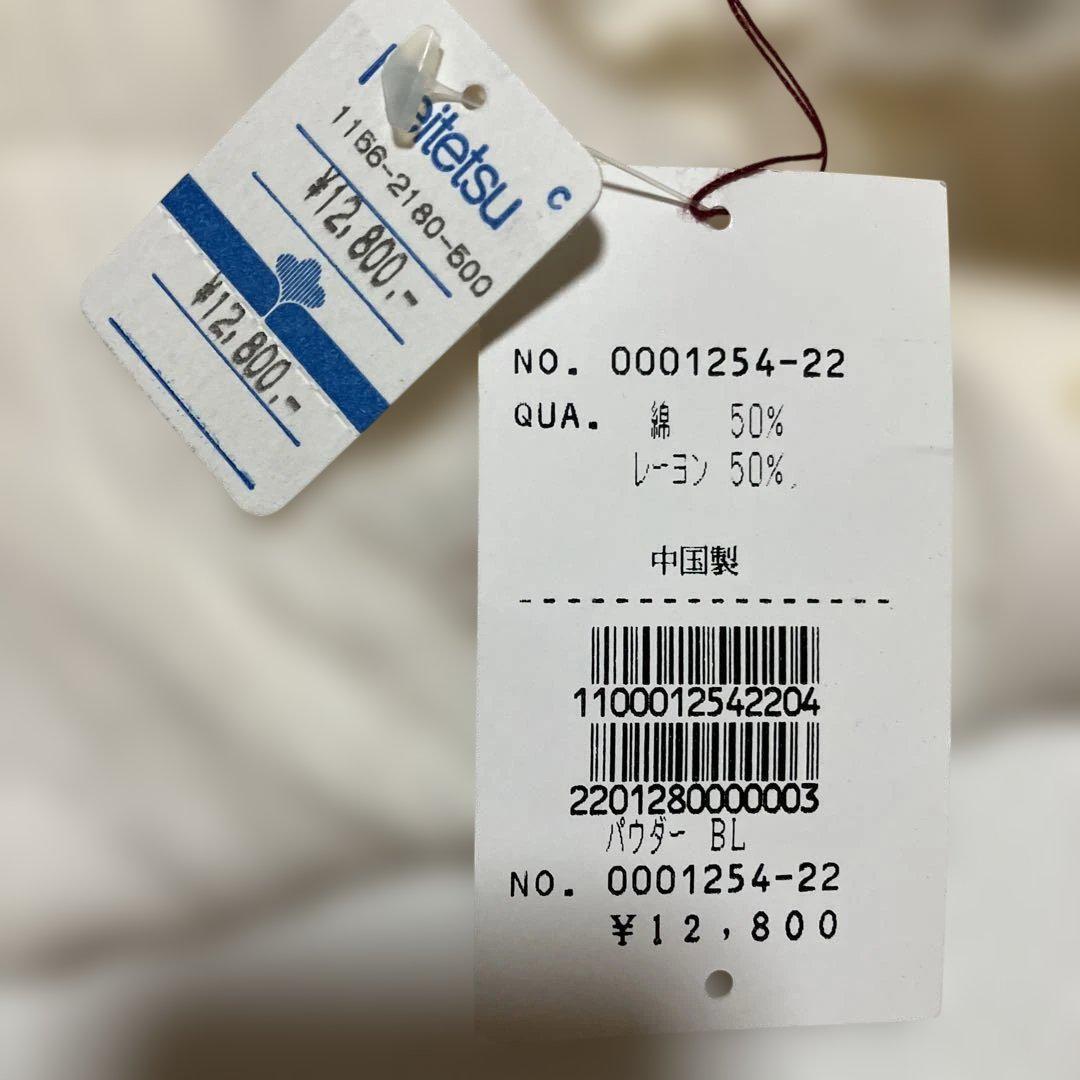 Meitetsu
C
1156-2180-500
¥12,800.-
¥12,800.-
NO. 0001254-22
QUA. 綿 50%
レーヨン 50%
中国製
1100012542204
2201280000003
パウダー BL
NO. 0001254-22
¥12,800